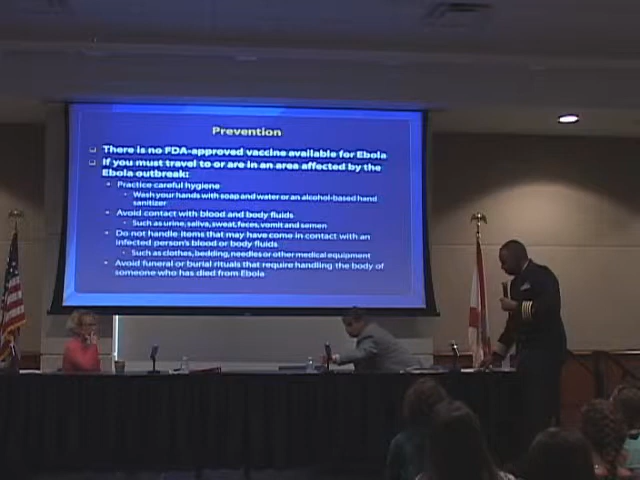 Prevention
There is no FDA-approved vaccine available for Ebola
If you must travel to or are in an area affected by the
Ebola outbreak:
Practice careful hygiene
Wash your hands with soap and water or an alcohol-based hand
sanitizer
Avoid contact with blood and body fluids
Such as urine, saliva, sweat, feces, vomit and semen
Do not handle items that may have come in contact with an
infected person's blood or body fluids
Such as clothes, bedding, needles or other medical equipment
Avoid funeral or burial rituals that require handling the body of
someone who has died from Ebola